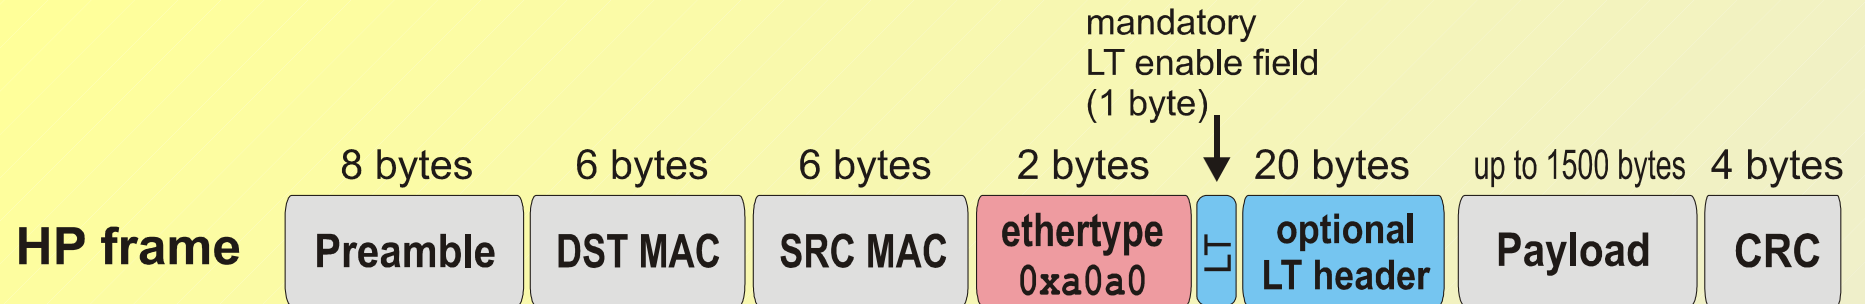 mandatory
LT enable field
(1 byte)
8 bytes 6 bytes 6 bytes 2 bytes 20 bytes up to 1500 bytes 4 bytes
HP frame Preamble DST MAC SRC MAC ethertype LT optional Payload CRC
0xa0a0 LT header